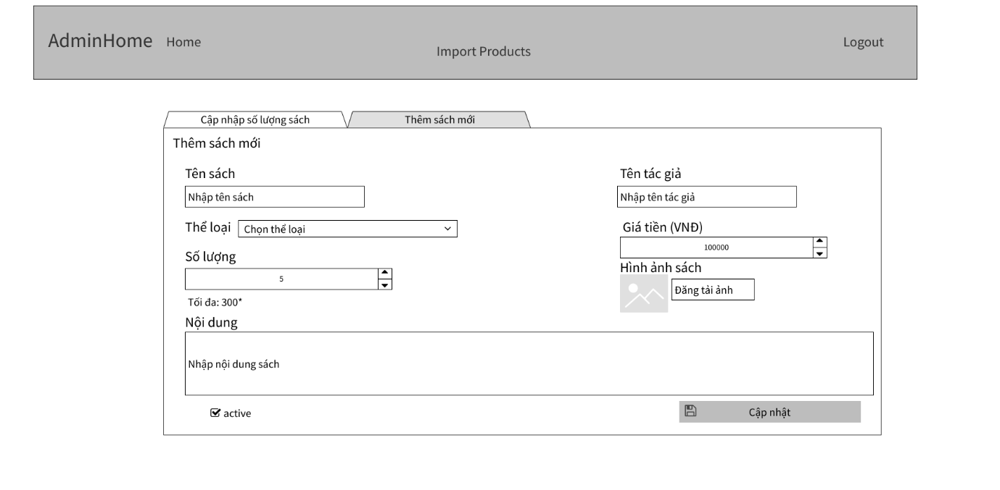 AdminHome Home Import Products Logout
Cập nhập số lượng sách Thêm sách mới
Thêm sách mới
Tên sách Tên tác giả
Nhập tên sách Nhập tên tác giả
Thể loại Chọn thể loại Giá tiền (VNĐ)
100000
Số lượng Hình ảnh sách
5 Đăng tải ảnh
Tối đa: 300*
Nội dung
Nhập nội dung sách
active Cập nhật